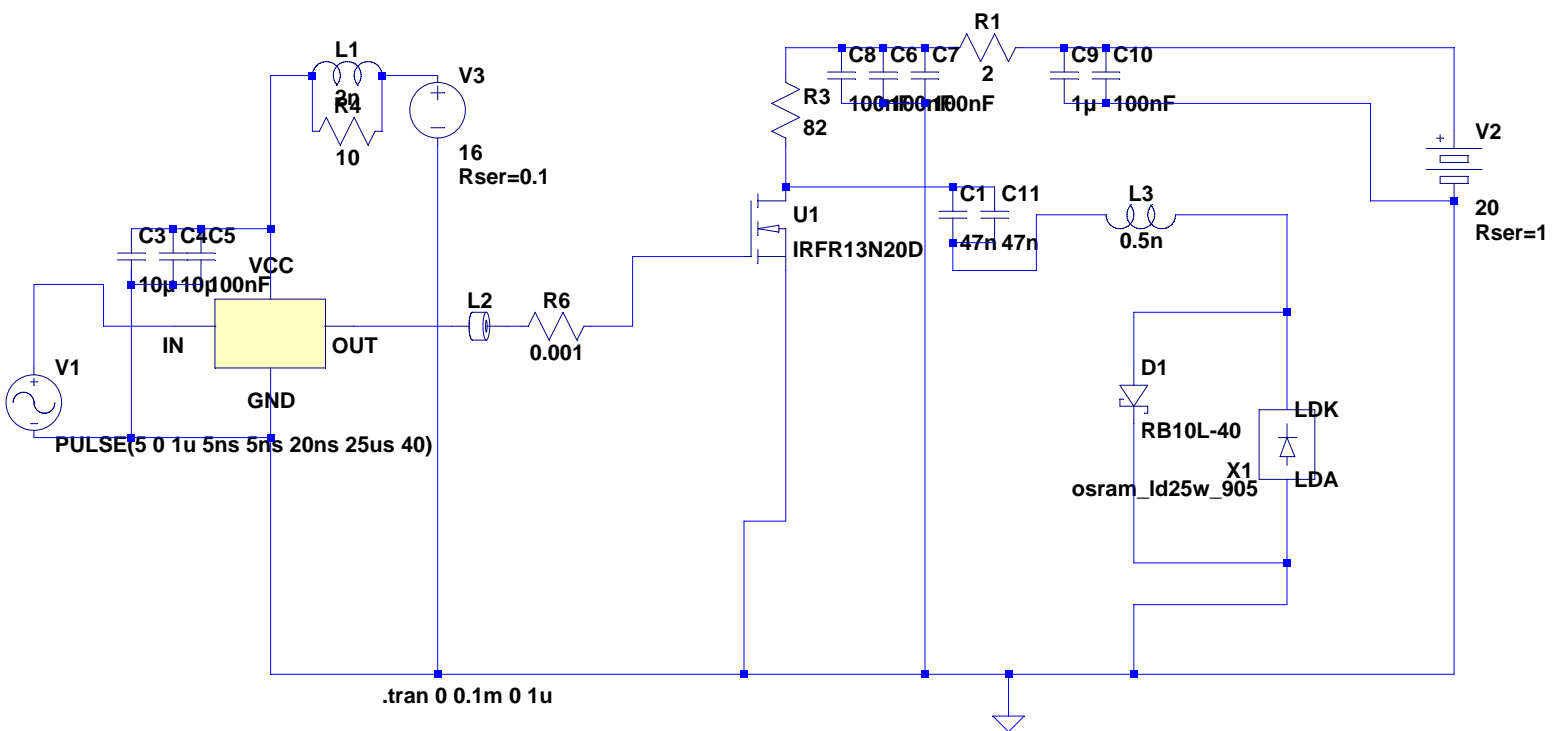 R1
2
L1
2n
R4
10
V3
16
Rser=0.1
C8
100nF
C6
100nF
C7
100nF
C9
1µ
C10
100nF
R3
82
V2
20
Rser=1
U1
IRFR13N20D
C1
47n
C11
47n
L3
0.5n
C3
10µ
C4
10µ
C5
100nF
VCC
IN
OUT
GND
L2
R6
0.001
V1
PULSE(5 0 1u 5ns 5ns 20ns 25us 40)
D1
RB10L-40
LDK
LDA
X1
osram_ld25w_905
.tran 0 0.1m 0 1u